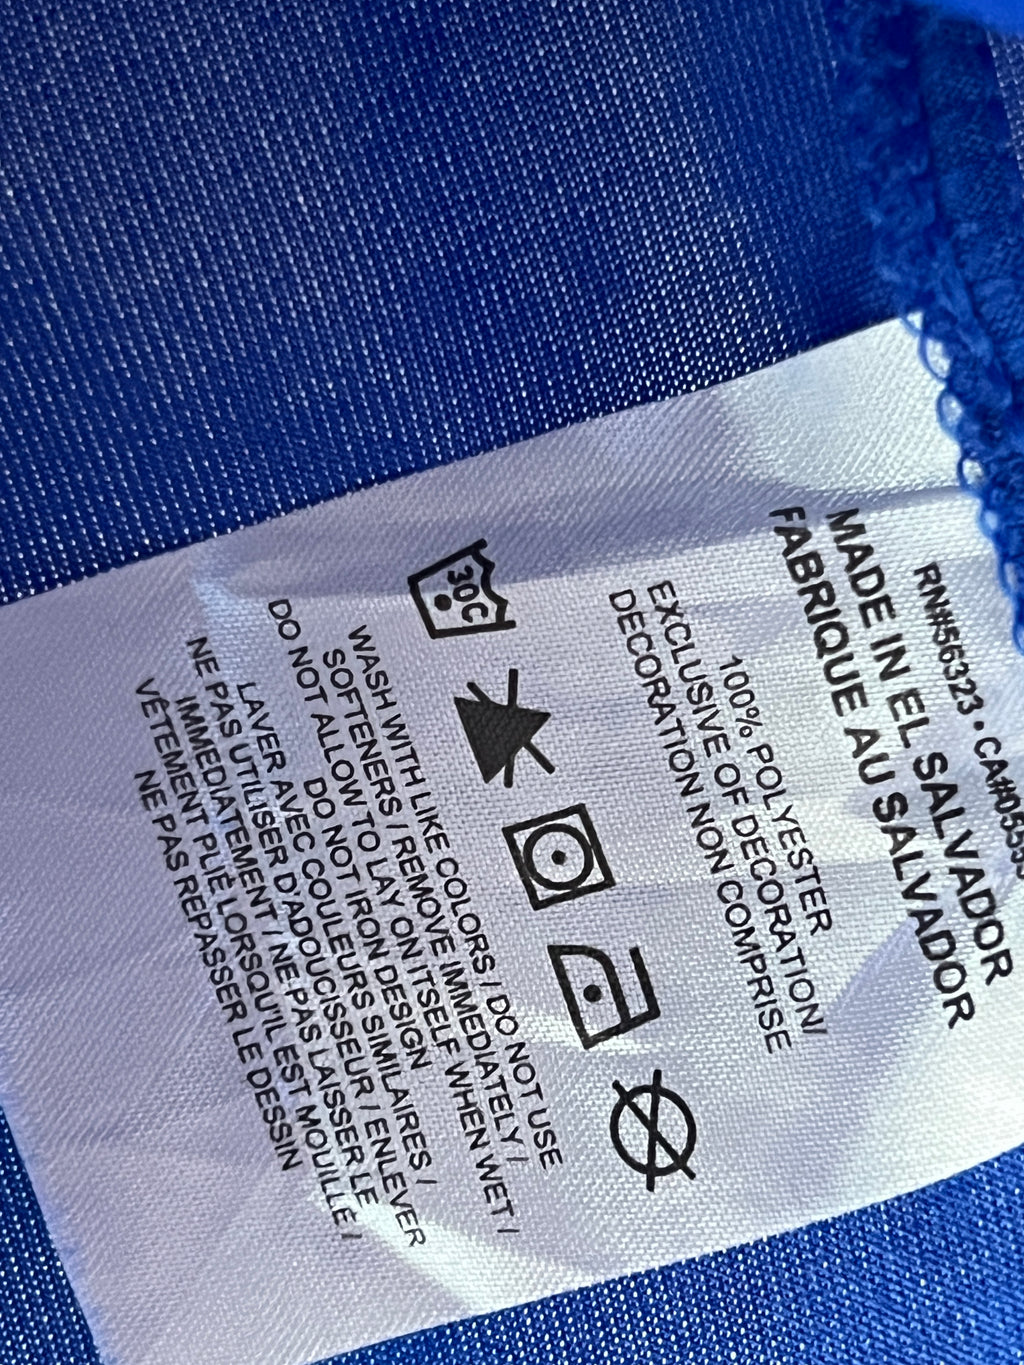 RN#56323 • CA#0555
MADE IN EL SALVADOR
FABRIQUE AU SALVADOR
100% POLYESTER
EXCLUSIVE OF DECORATION/
DECORATION NON COMPRISE
30C
WASH WITH LIKE COLORS / DO NOT USE
SOFTENERS / REMOVE IMMEDIATELY /
DO NOT ALLOW TO LAY ON ITSELF WHEN WET /
DO NOT IRON DESIGN
LAVER AVEC COULEURS SIMILAIRES /
NE PAS UTILISER D'ADOUCISSEUR / ENLEVER
IMMEDIATEMENT / NE PAS LAISSER LE
VÊTEMENT PLIÉ LORSQU'IL EST MOUILLÉ /
NE PAS REPASSER LE DESSIN